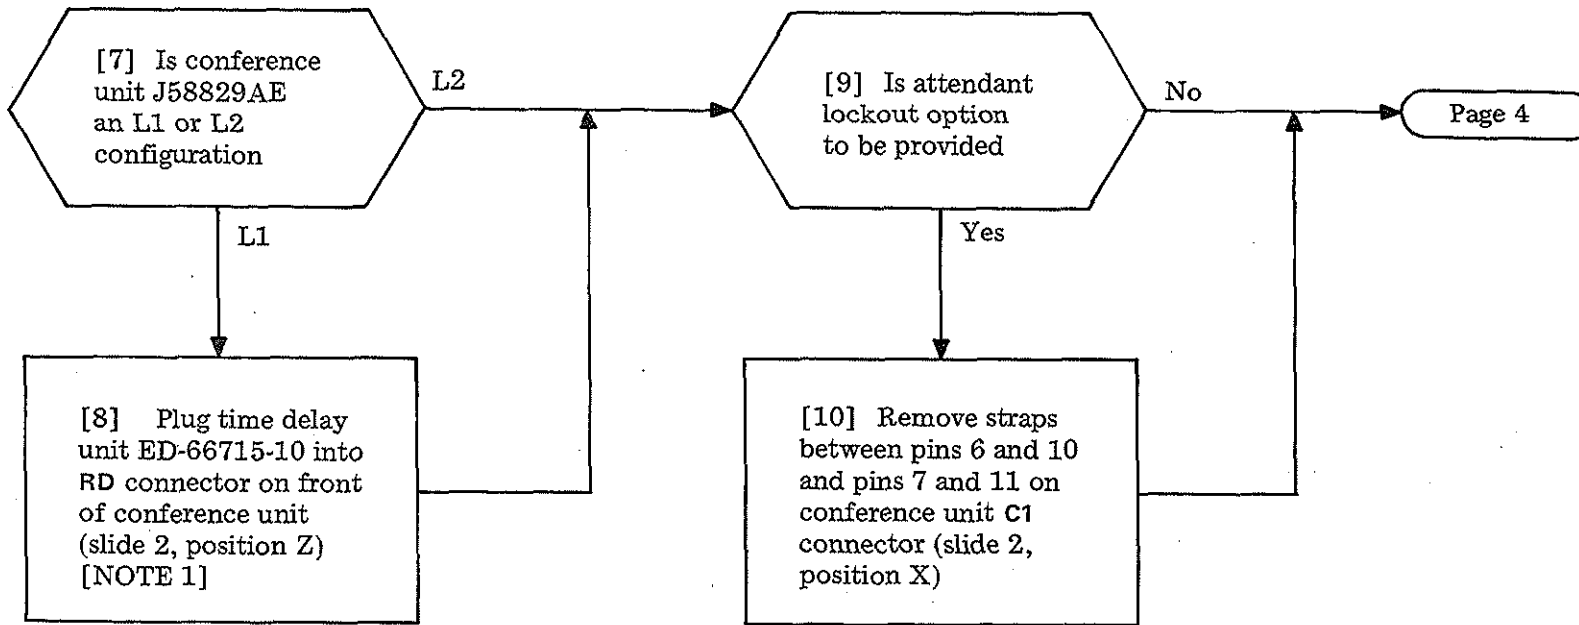 [7] Is conference
unit J58829AE
an L1 or L2
configuration
L2
L1
[8] Plug time delay
unit ED-66715-10 into
RD connector on front
of conference unit
(slide 2, position Z)
[NOTE 1]
[9] Is attendant
lockout option
to be provided
No
Yes
[10] Remove straps
between pins 6 and 10
and pins 7 and 11 on
conference unit C1
connector (slide 2,
position X)
Page 4